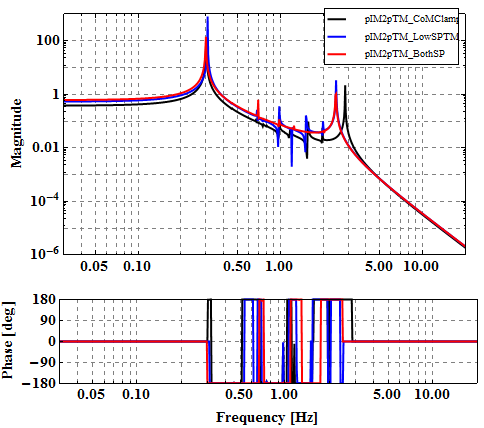 pIM2pTM_CoMClamp
pIM2pTM_LowSPTM
pIM2pTM_BothSP
Magnitude
100
1
0.01
10^−4
10^−6
0.05 0.10 0.50 1.00 5.00 10.00
Phase [deg]
180
90
0
−90
−180
0.05 0.10 0.50 1.00 5.00 10.00
Frequency [Hz]